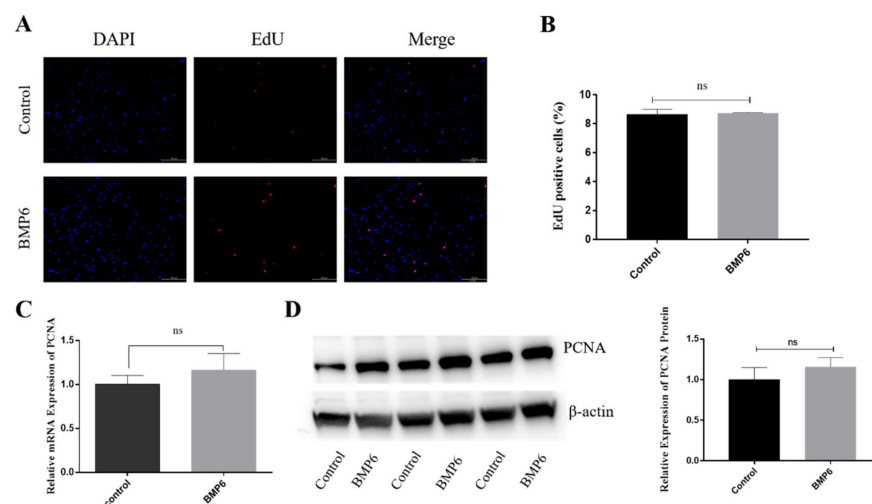 A
DAPI EdU Merge
Control
BMP6
B
EdU positive cells (%)
10
8
6
4
2
0
ns
Control BMP6
C
Relative mRNA Expression of PCNA
1.5
1.0
0.5
0.0
ns
control BMP6
D
PCNA
β-actin
Control BMP6 Control BMP6 Control BMP6
Relative Expression of PCNA Protein
1.5
1.0
0.5
0.0
ns
Control BMP6